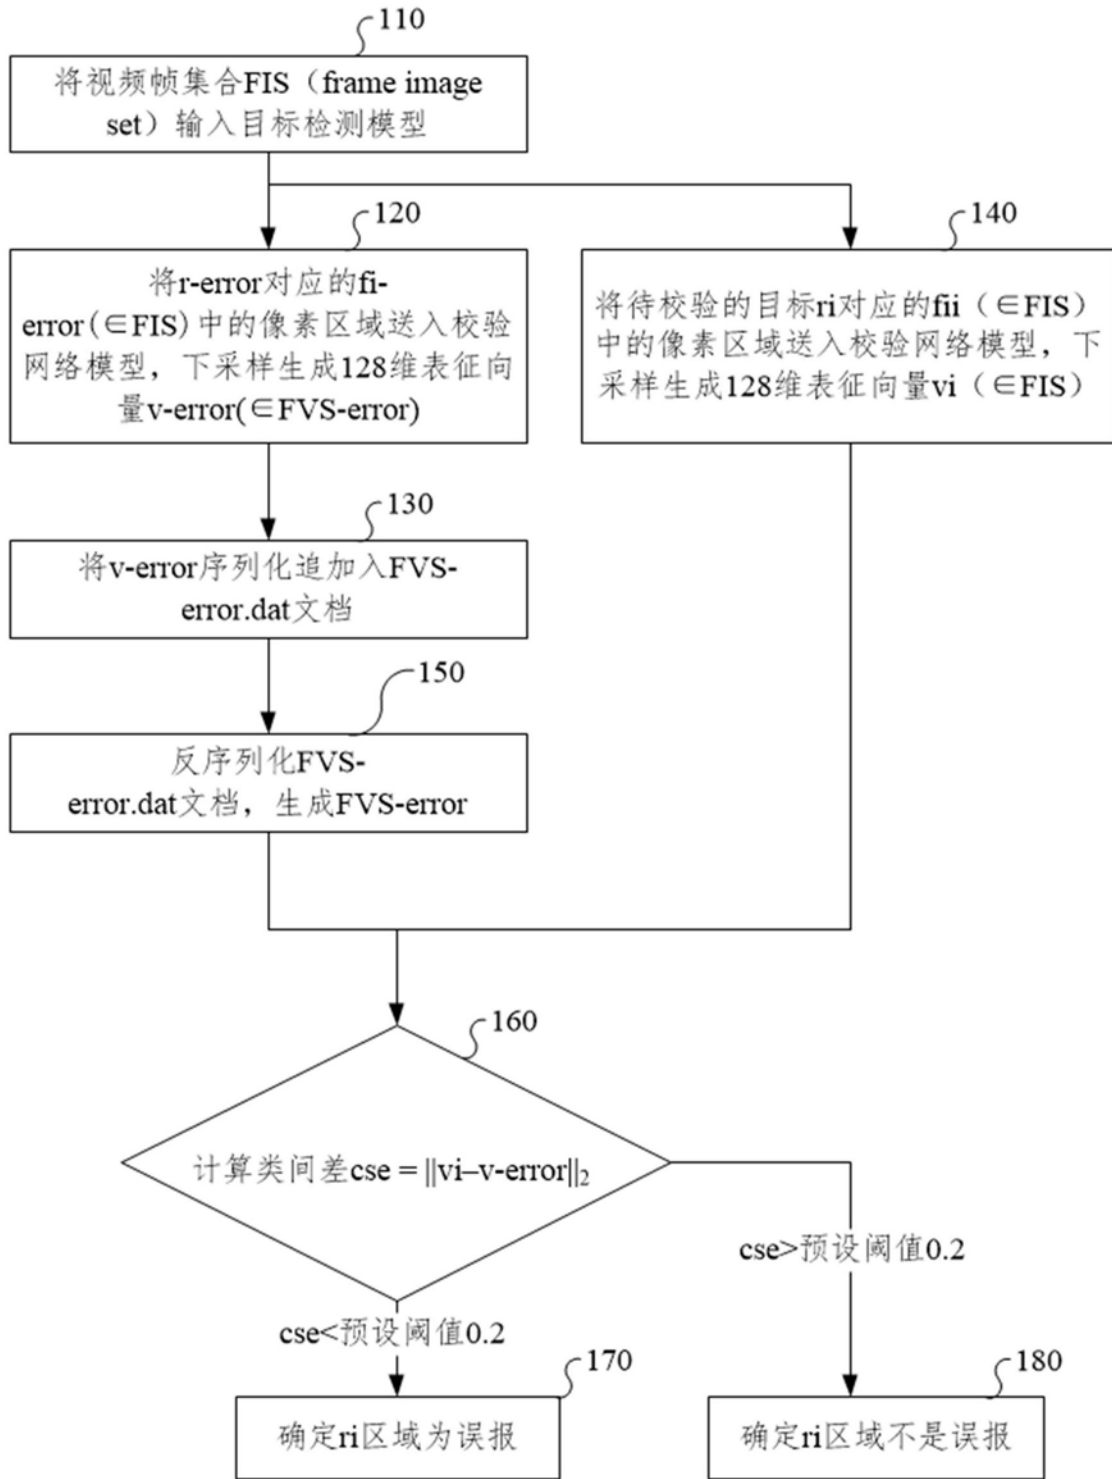 110
将视频帧集合FIS（frame image
set）输入目标检测模型
120
将r-error对应的fi-
error(∈FIS)中的像素区域送入校验
网络模型，下采样生成128维表征向
量v-error(∈FVS-error)
140
将待校验的目标ri对应的fii（∈FIS）
中的像素区域送入校验网络模型，下
采样生成128维表征向量vi（∈FIS）
130
将v-error序列化追加入FVS-
error.dat文档
150
反序列化FVS-
error.dat文档，生成FVS-error
160
计算类间差cse = ||vi–v-error||₂
cse>预设阈值0.2
cse<预设阈值0.2
170
确定ri区域为误报
180
确定ri区域不是误报